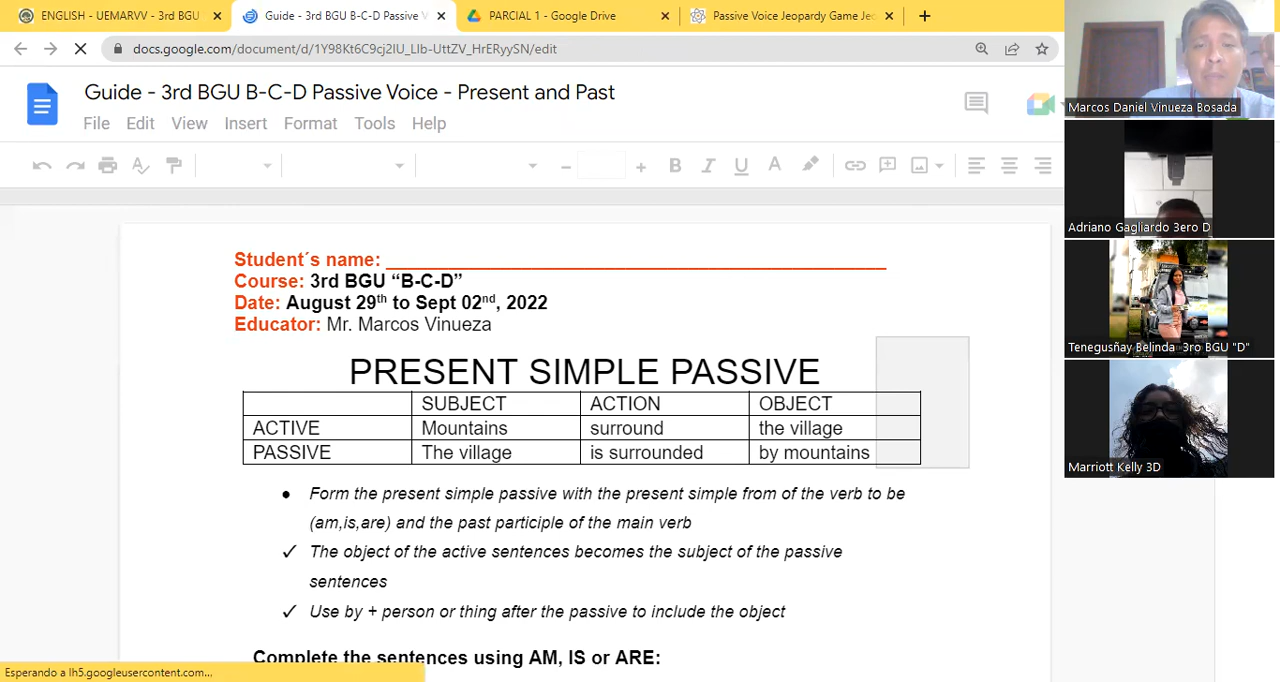 ENGLISH - UEMARVV - 3rd BGU
Guide - 3rd BGU B-C-D Passive V
PARCIAL 1 - Google Drive
Passive Voice Jeopardy Game Jeo
docs.google.com/document/d/1Y98Kt6C9cj2lU_LIb-UttZV_HrERyySN/edit
Guide - 3rd BGU B-C-D Passive Voice - Present and Past
File Edit View Insert Format Tools Help
Student´s name:
Course: 3rd BGU “B-C-D”
Date: August 29th to Sept 02nd, 2022
Educator: Mr. Marcos Vinueza
PRESENT SIMPLE PASSIVE
SUBJECT ACTION OBJECT
ACTIVE Mountains surround the village
PASSIVE The village is surrounded by mountains
Form the present simple passive with the present simple from of the verb to be
(am,is,are) and the past participle of the main verb
The object of the active sentences becomes the subject of the passive
sentences
Use by + person or thing after the passive to include the object
Complete the sentences using AM, IS or ARE:
Esperando a lh5.googleusercontent.com...
Marcos Daniel Vinueza Bosada
Adriano Gagliardo 3ero D
Tenegusñay Belinda 3ro BGU "D"
Marriott Kelly 3D